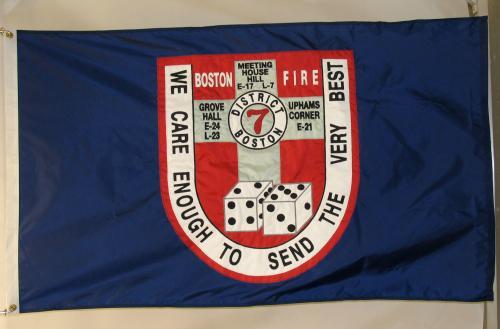 BOSTON FIRE
MEETING
HOUSE
HILL
E-17 L-7
GROVE
HALL
E-24
L-23
DISTRICT
7
BOSTON
UPHAMS
CORNER
E-21
WE CARE ENOUGH TO SEND THE VERY BEST